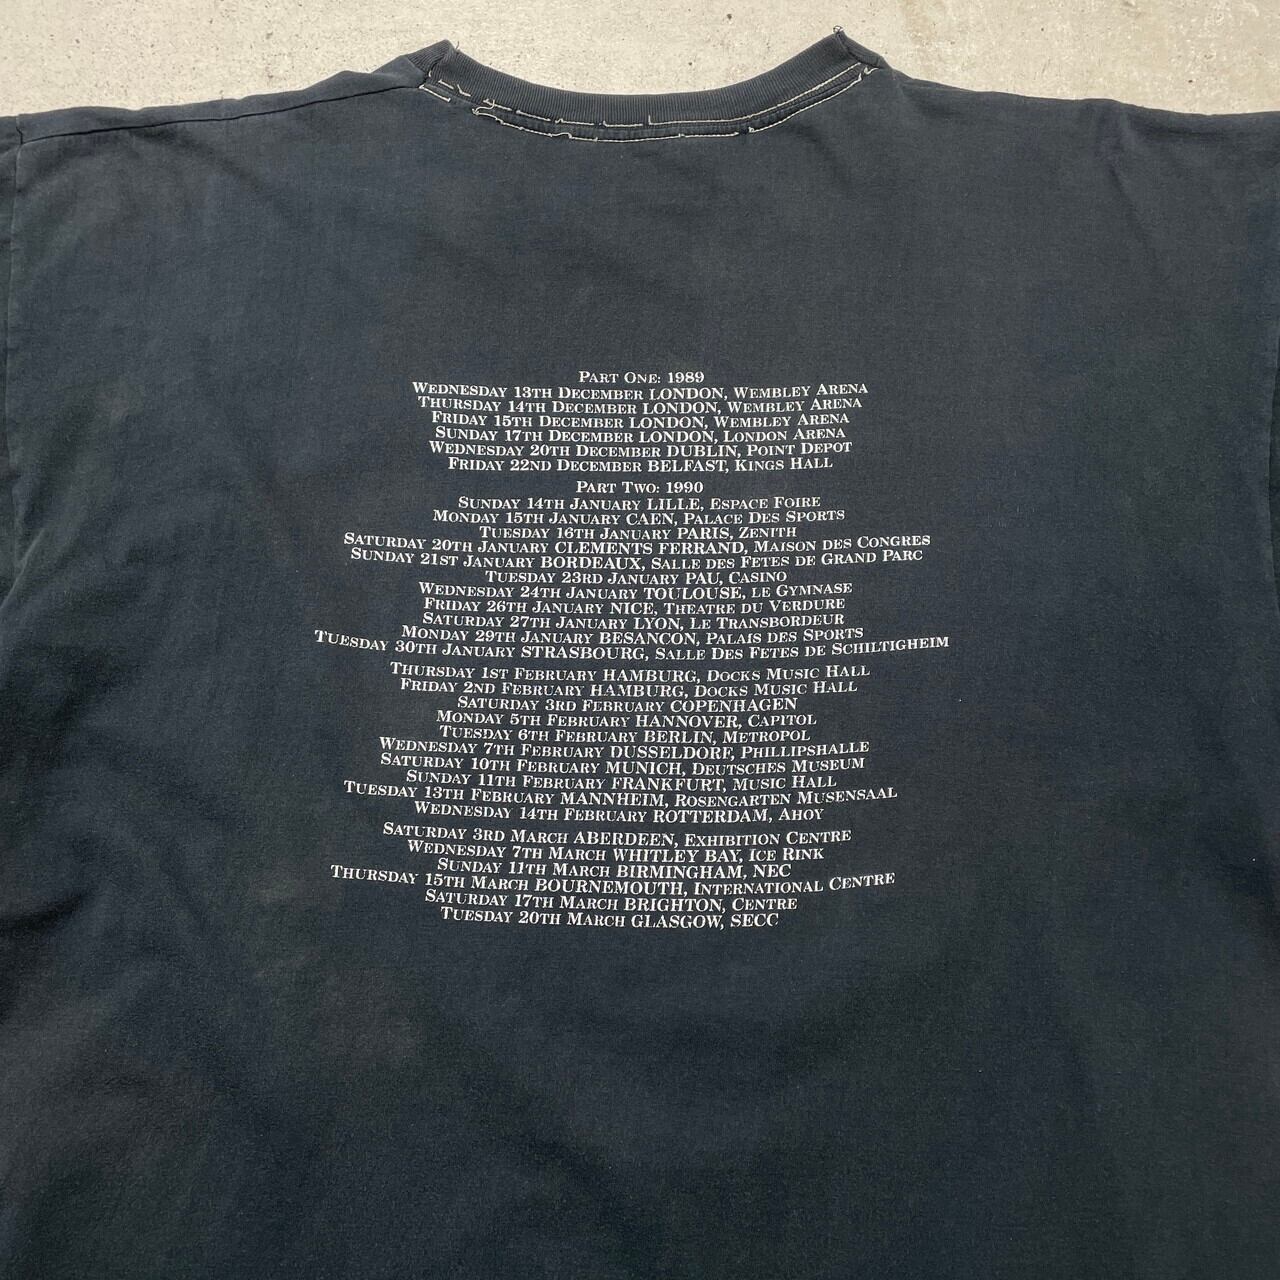 PART ONE: 1989
WEDNESDAY 13TH DECEMBER LONDON, WEMBLEY ARENA
THURSDAY 14TH DECEMBER LONDON, WEMBLEY ARENA
FRIDAY 15TH DECEMBER LONDON, WEMBLEY ARENA
SUNDAY 17TH DECEMBER LONDON, LONDON ARENA
WEDNESDAY 20TH DECEMBER DUBLIN, POINT DEPOT
FRIDAY 22ND DECEMBER BELFAST, KINGS HALL
PART TWO: 1990
SUNDAY 14TH JANUARY LILLE, ESPACE FOIRE
MONDAY 15TH JANUARY CAEN, PALACE DES SPORTS
TUESDAY 16TH JANUARY PARIS, ZENITH
SATURDAY 20TH JANUARY CLEMENTS FERRAND, MAISON DES CONGRES
SUNDAY 21ST JANUARY BORDEAUX, SALLE DES FETES DE GRAND PARC
TUESDAY 23RD JANUARY PAU, CASINO
WEDNESDAY 24TH JANUARY TOULOUSE, LE GYMNASE
FRIDAY 26TH JANUARY NICE, THEATRE DU VERDURE
SATURDAY 27TH JANUARY LYON, LE TRANSBORDEUR
MONDAY 29TH JANUARY BESANCON, PALAIS DES SPORTS
TUESDAY 30TH JANUARY STRASBOURG, SALLE DES FETES DE SCHILTIGHEIM
THURSDAY 1ST FEBRUARY HAMBURG, DOCKS MUSIC HALL
FRIDAY 2ND FEBRUARY HAMBURG, DOCKS MUSIC HALL
SATURDAY 3RD FEBRUARY COPENHAGEN
MONDAY 5TH FEBRUARY HANNOVER, CAPITOL
TUESDAY 6TH FEBRUARY BERLIN, METROPOL
WEDNESDAY 7TH FEBRUARY DUSSELDORF, PHILLIPSHALLE
SATURDAY 10TH FEBRUARY MUNICH, DEUTSCHES MUSEUM
SUNDAY 11TH FEBRUARY FRANKFURT, MUSIC HALL
TUESDAY 13TH FEBRUARY MANNHEIM, ROSENGARTEN MUSENSAAL
WEDNESDAY 14TH FEBRUARY ROTTERDAM, AHOY
SATURDAY 3RD MARCH ABERDEEN, EXHIBITION CENTRE
WEDNESDAY 7TH MARCH WHITLEY BAY, ICE RINK
SUNDAY 11TH MARCH BIRMINGHAM, NEC
THURSDAY 15TH MARCH BOURNEMOUTH, INTERNATIONAL CENTRE
SATURDAY 17TH MARCH BRIGHTON, CENTRE
TUESDAY 20TH MARCH GLASGOW, SECC